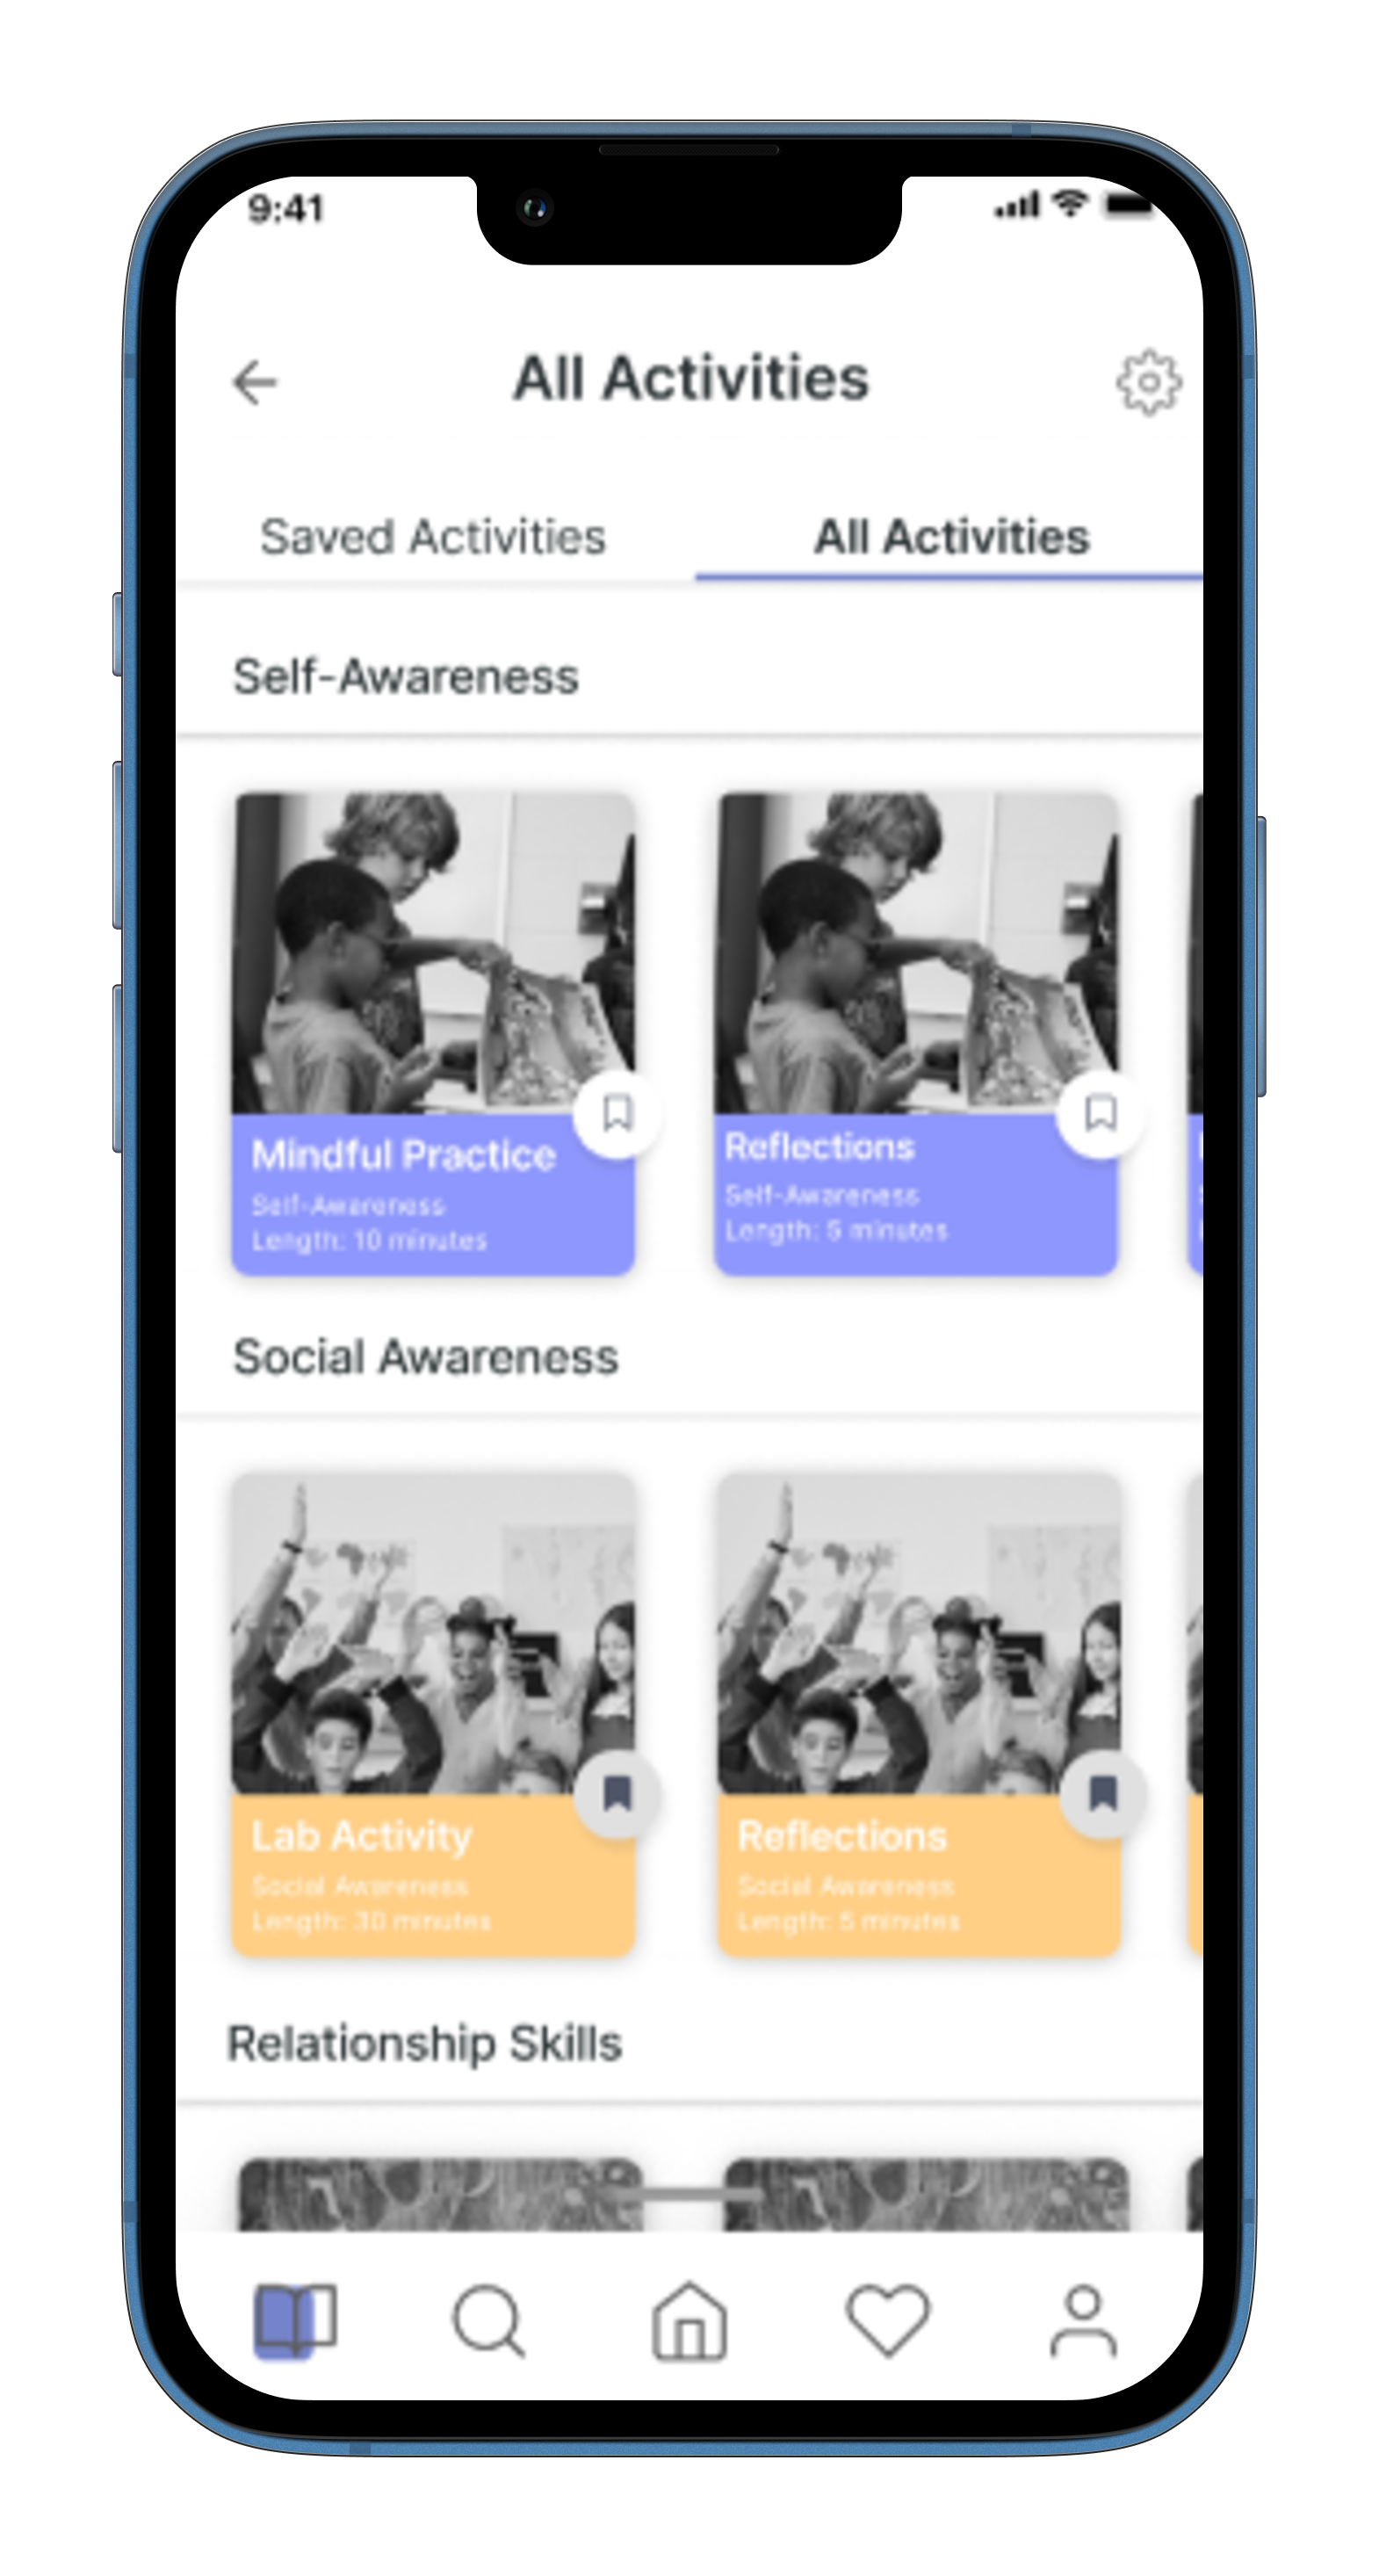 9:41
All Activities
Saved Activities
All Activities
Self-Awareness
Mindful Practice
Self-Awareness
Length: 10 minutes
Reflections
Self-Awareness
Length: 5 minutes
Social Awareness
Lab Activity
Social Awareness
Length: 30 minutes
Reflections
Social Awareness
Length: 5 minutes
Relationship Skills